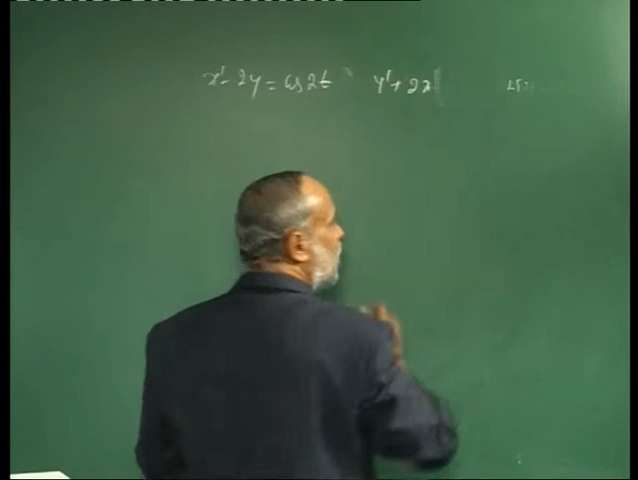 x' - 2y = cos 2t y' + 2x